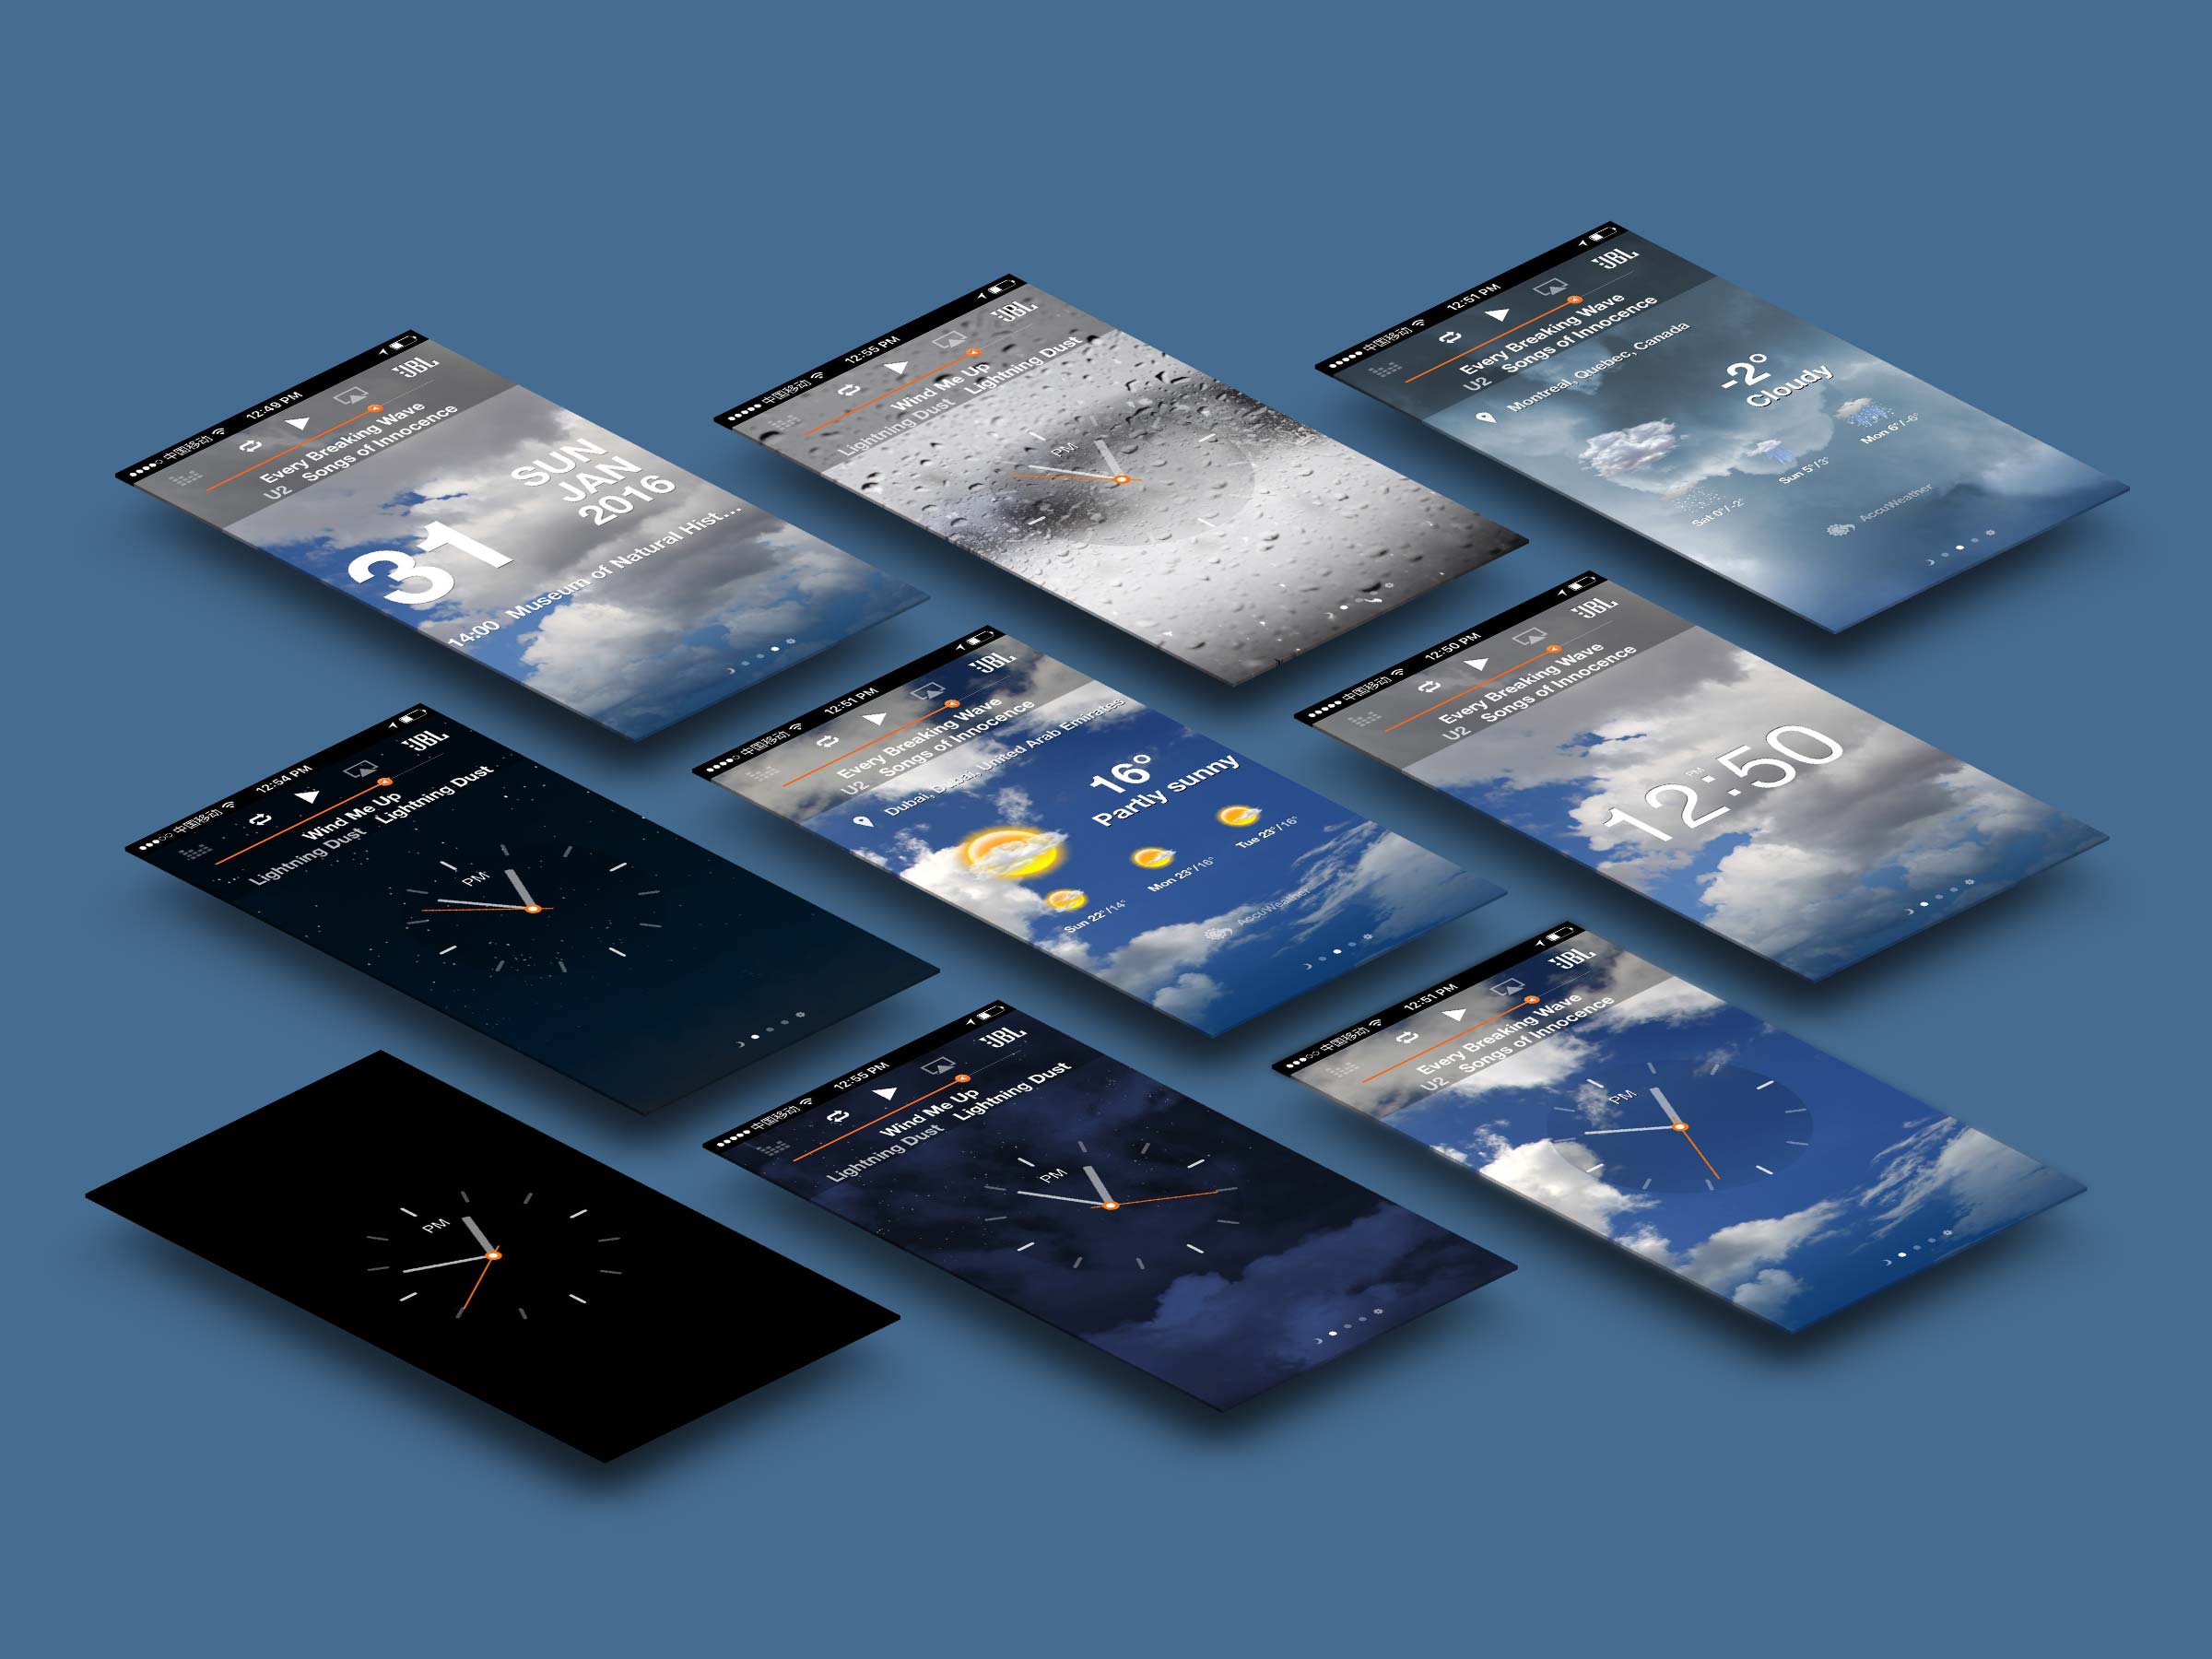 中国移动 12:49 PM
JBL
Every Breaking Wave
U2 Songs of Innocence
31
SUN
JAN
2016
14:00 Museum of Natural Hist...
中国移动 12:55 PM
JBL
Wind Me Up
Lightning Dust Lightning Dust
PM
中国移动 12:51 PM
JBL
Every Breaking Wave
U2 Songs of Innocence
Montreal, Quebec, Canada
-2°
Cloudy
Sat 0°/-2°
Sun 5°/3°
Mon 6°/-6°
AccuWeather
中国移动 12:54 PM
JBL
Wind Me Up
Lightning Dust Lightning Dust
PM
中国移动 12:51 PM
JBL
Every Breaking Wave
U2 Songs of Innocence
Dubai, Dubai, United Arab Emirates
16°
Partly sunny
Sun 22°/14°
Mon 23°/16°
Tue 23°/16°
AccuWeather
中国移动 12:50 PM
JBL
Every Breaking Wave
U2 Songs of Innocence
PM
12:50
PM
中国移动 12:55 PM
JBL
Wind Me Up
Lightning Dust Lightning Dust
PM
中国移动 12:51 PM
JBL
Every Breaking Wave
U2 Songs of Innocence
PM